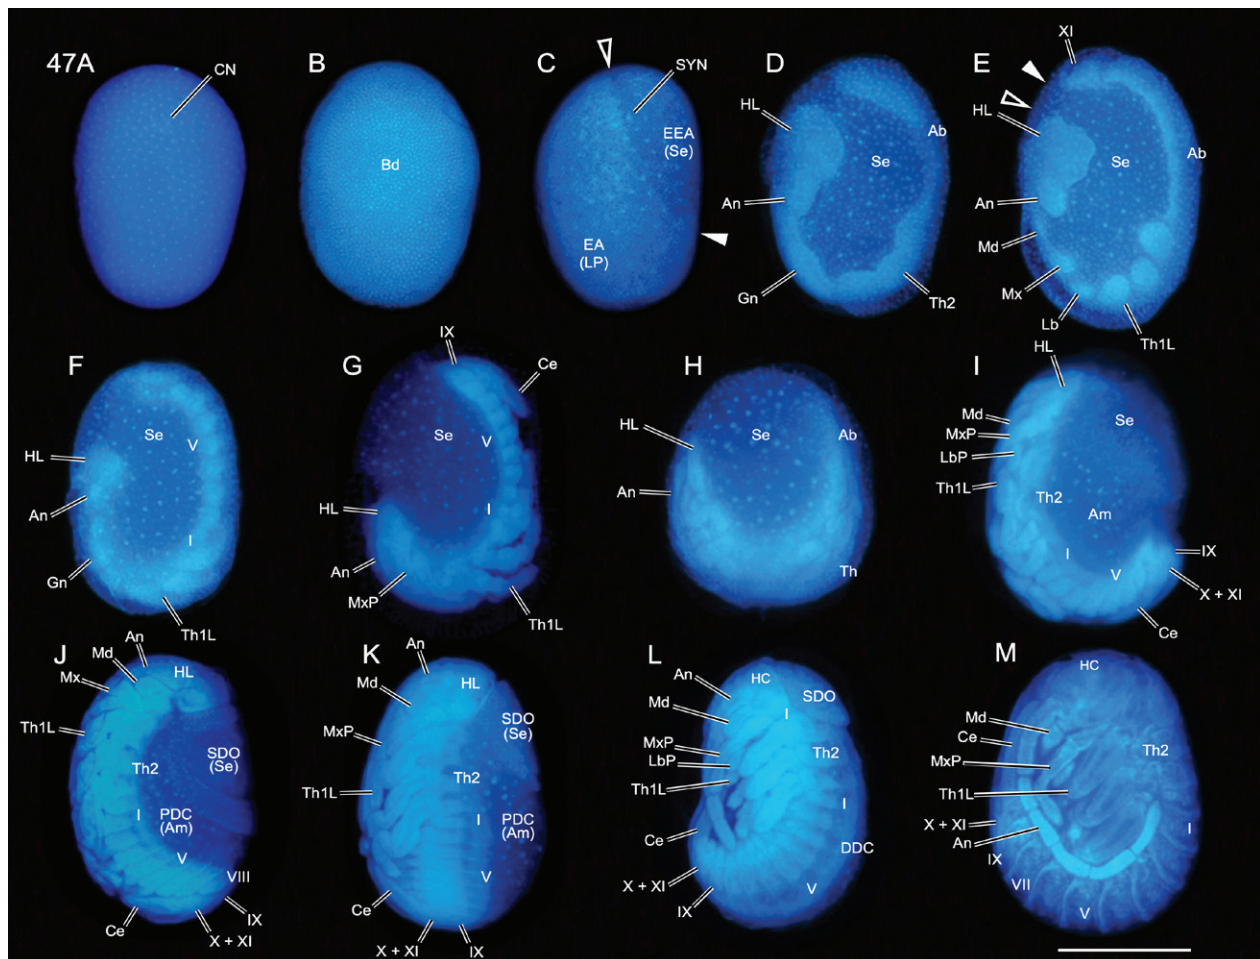 47A
CN
B
Bd
C
SYN
EEA
(Se)
EA
(LP)
D
HL
Ab
Se
An
Gn
Th2
E
XI
HL
Ab
Se
An
Md
Mx
Lb
Th1L
F
Se
V
HL
An
I
Gn
Th1L
G
IX
Ce
Se
V
HL
I
An
MxP
Th1L
H
HL
Se
Ab
An
Th
I
HL
Md
MxP
LbP
Th1L
Se
Th2
Am
I
V
IX
X + XI
Ce
J
An
Md
Mx
HL
Th1L
SDO
(Se)
Th2
I
PDC
(Am)
V
VIII
IX
Ce
X + XI
K
An
Md
HL
MxP
SDO
(Se)
Th2
Th1L
I
PDC
(Am)
V
Ce
X + XI
IX
L
HC
An
SDO
Md
I
MxP
Th2
LbP
Th1L
I
Ce
DDC
X + XI
V
IX
M
HC
Md
Ce
Th2
MxP
Th1L
X + XI
I
An
IX
VII
V